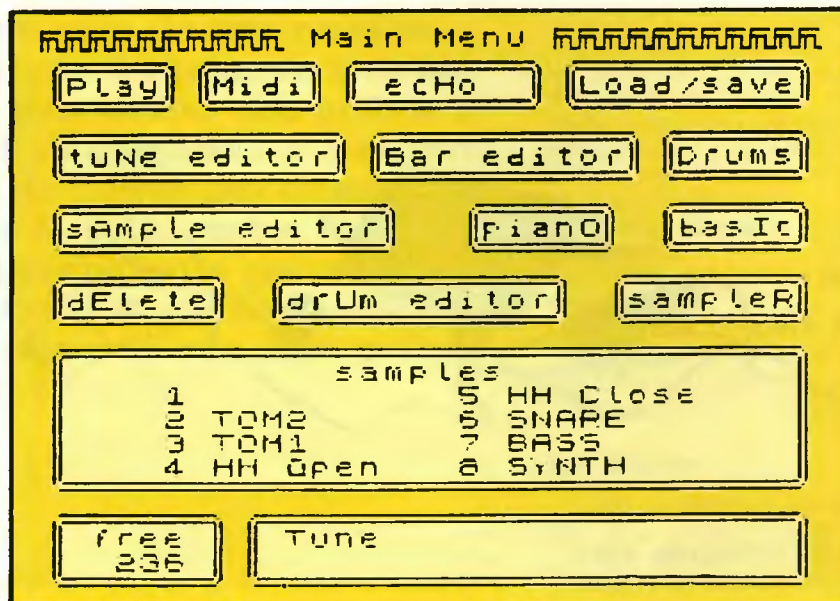 Main Menu
Play Midi ecHo Load/save
tuNe editor Bar editor Drums
sAmple editor pianO basIc
dElete drUm editor sampleR
samples
1 5 HH Close
2 TOM2 6 SNARE
3 TOM1 7 BASS
4 HH Open 8 SYNTH
free Tune
236